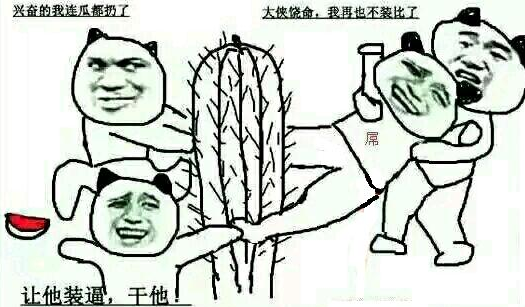 兴奋的我连瓜都扔了
大侠饶命，我再也不装比了
屌
让他装逼，干他！